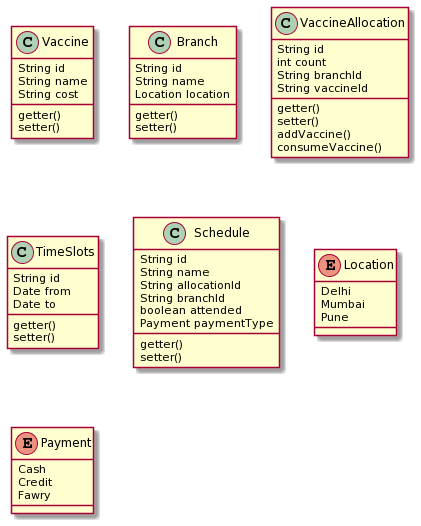 C Vaccine
String id
String name
String cost
getter()
setter()
C Branch
String id
String name
Location location
getter()
setter()
C VaccineAllocation
String id
int count
String branchId
String vaccineId
getter()
setter()
addVaccine()
consumeVaccine()
C TimeSlots
String id
Date from
Date to
getter()
setter()
C Schedule
String id
String name
String allocationId
String branchId
boolean attended
Payment paymentType
getter()
setter()
E Location
Delhi
Mumbai
Pune
E Payment
Cash
Credit
Fawry